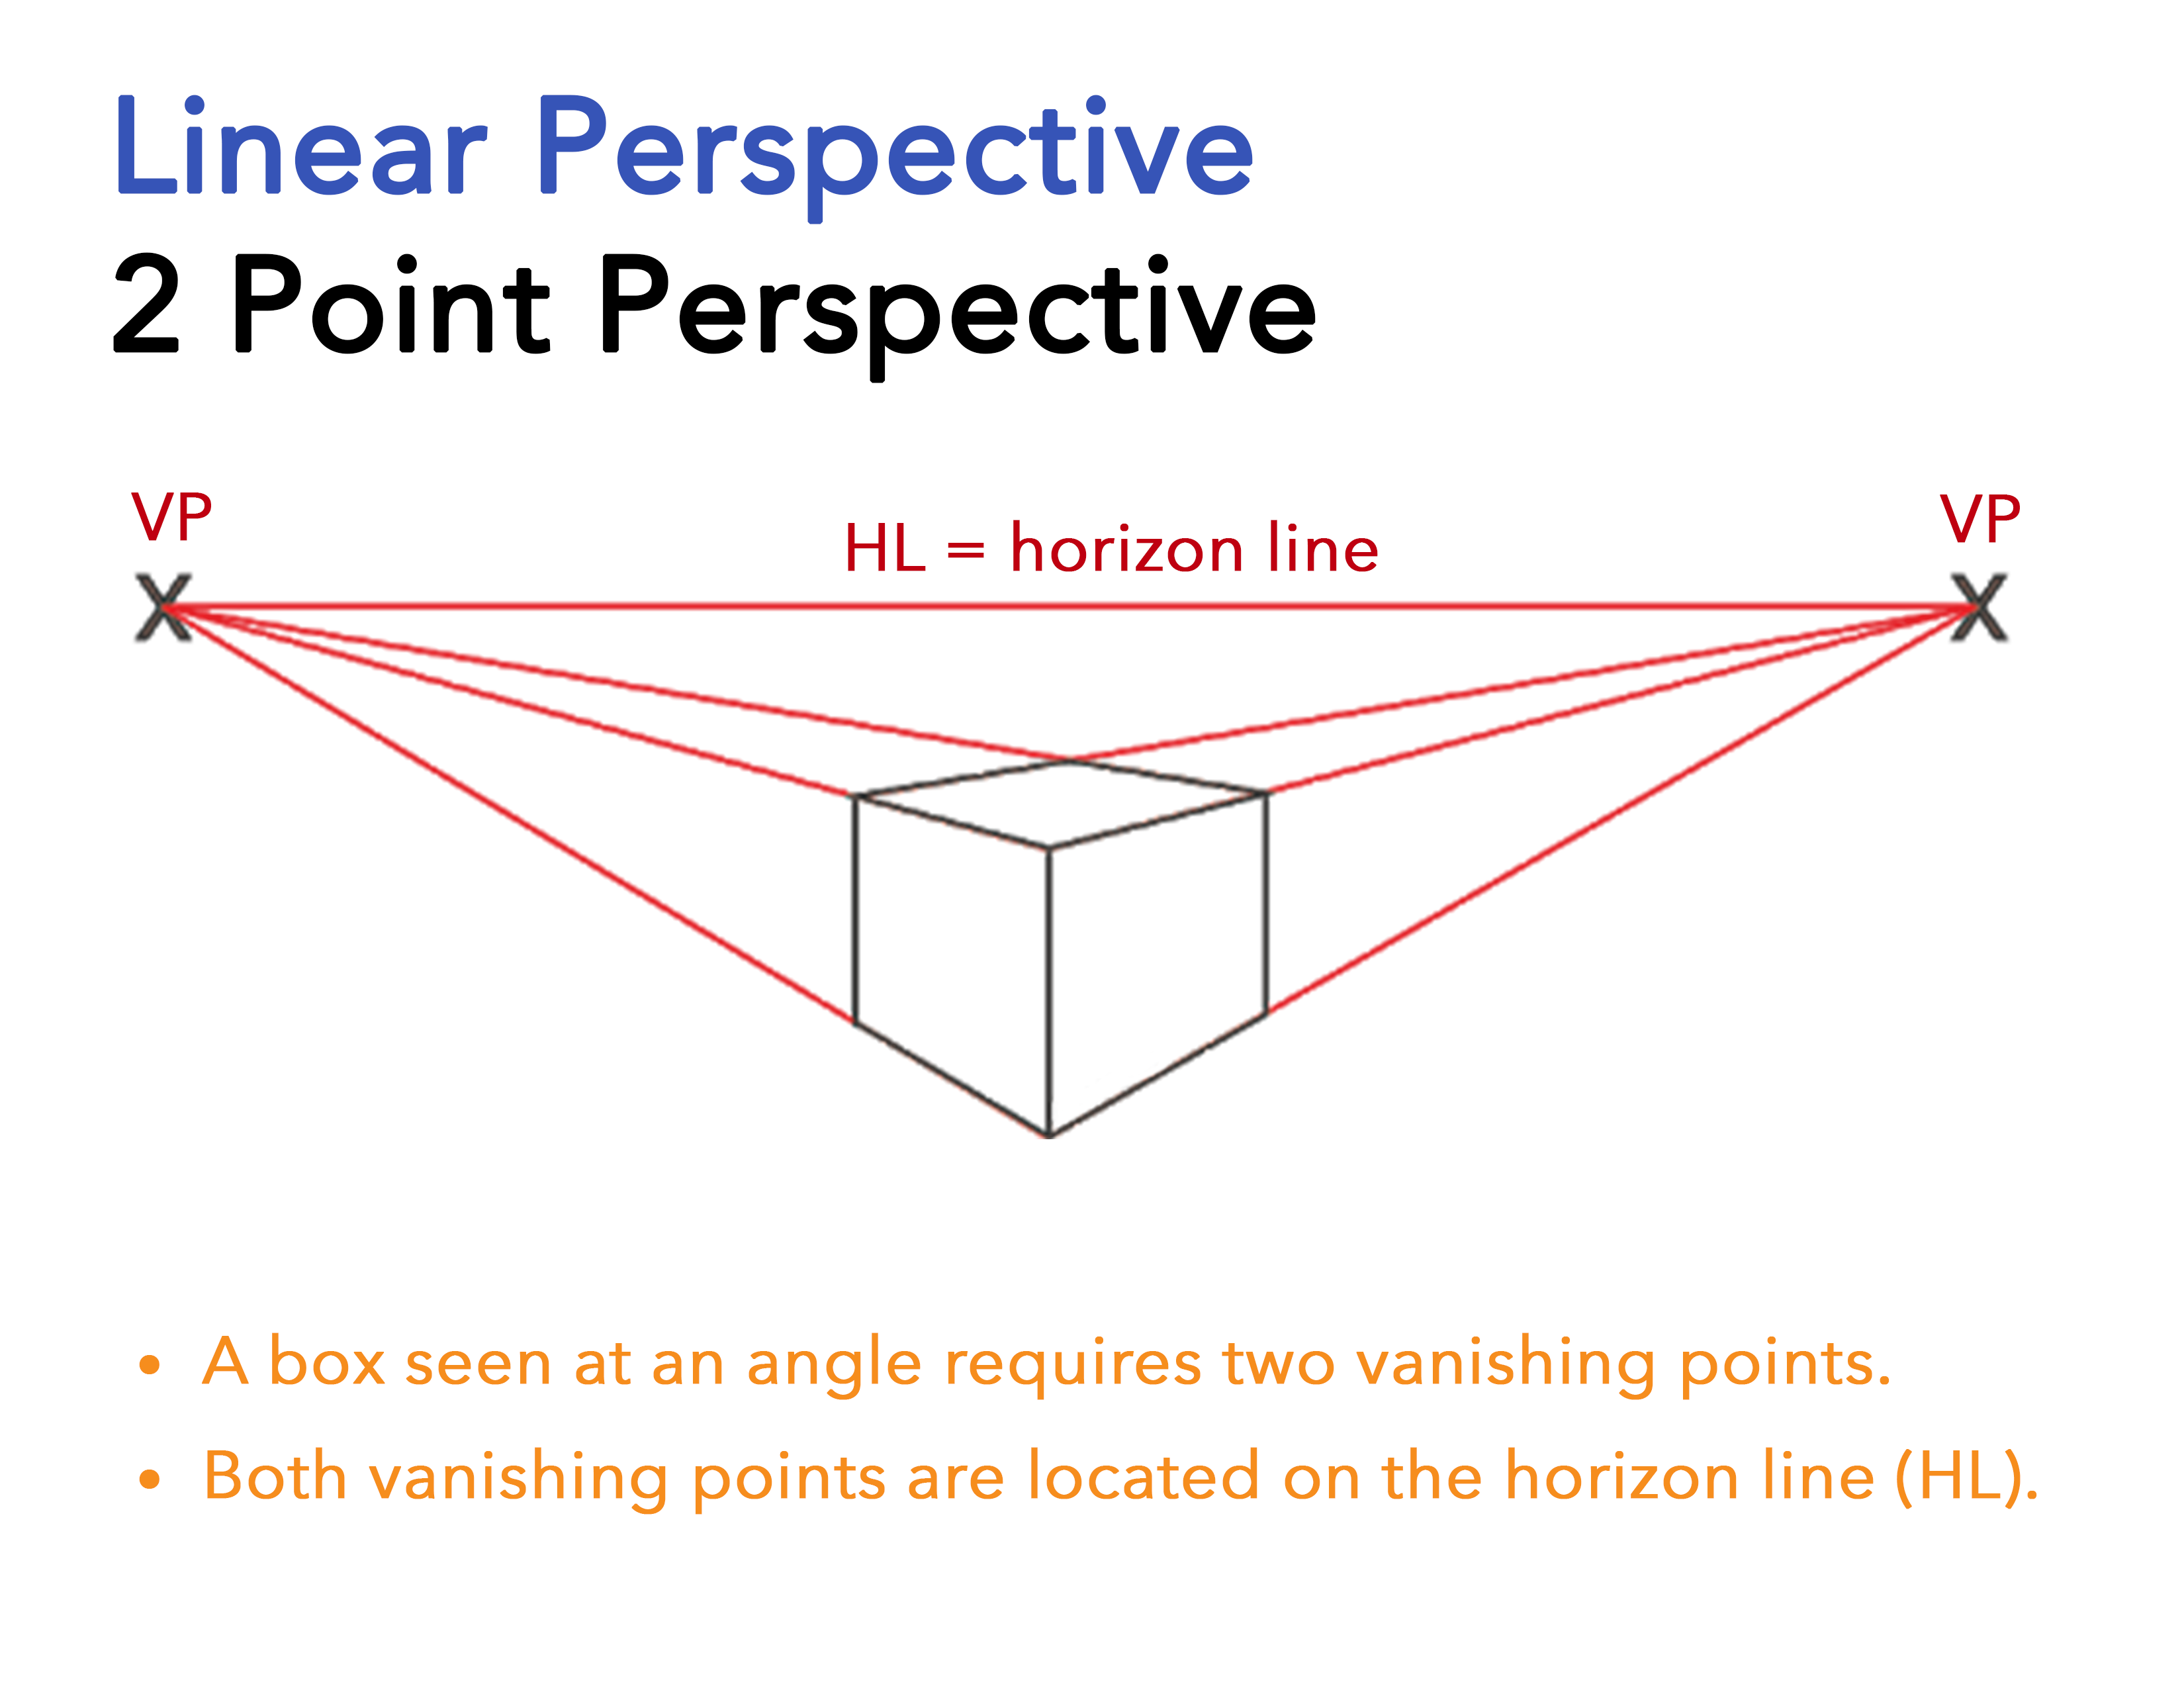 Linear Perspective
2 Point Perspective
VP
HL = horizon line
VP
X
X
• A box seen at an angle requires two vanishing points.
• Both vanishing points are located on the horizon line (HL).